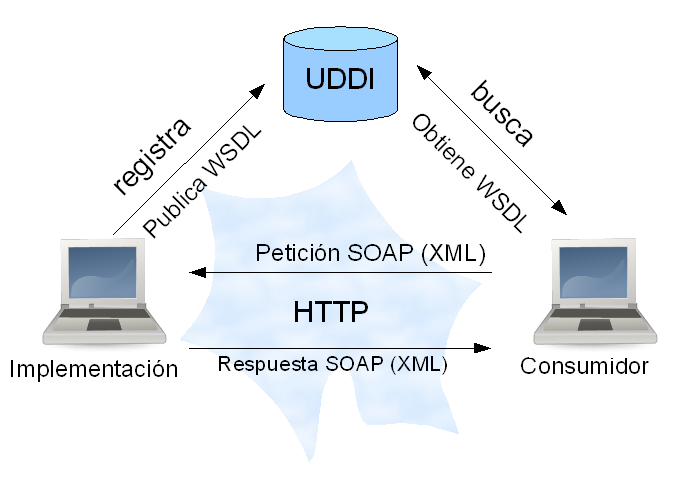 UDDI
registra
Publica WSDL
busca
Obtiene WSDL
Petición SOAP (XML)
HTTP
Respuesta SOAP (XML)
Implementación
Consumidor